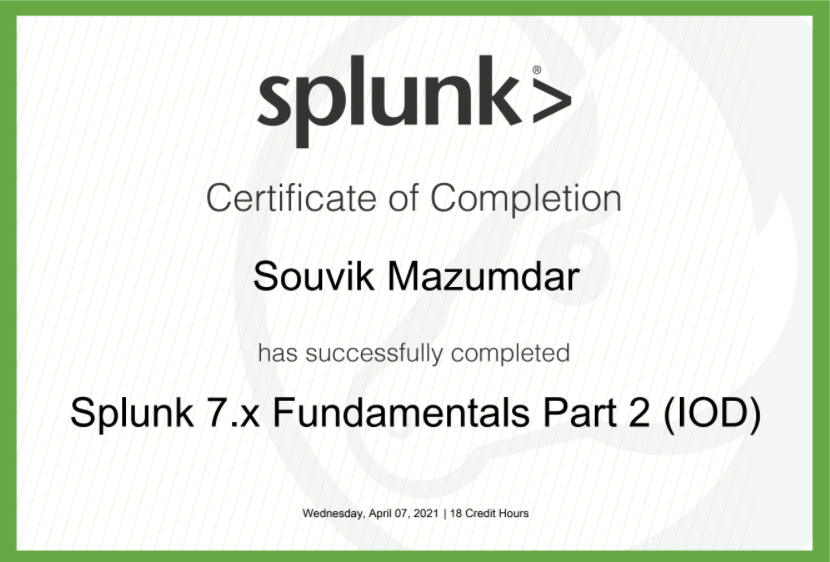 splunk>®
Certificate of Completion
Souvik Mazumdar
has successfully completed
Splunk 7.x Fundamentals Part 2 (IOD)
Wednesday, April 07, 2021 | 18 Credit Hours